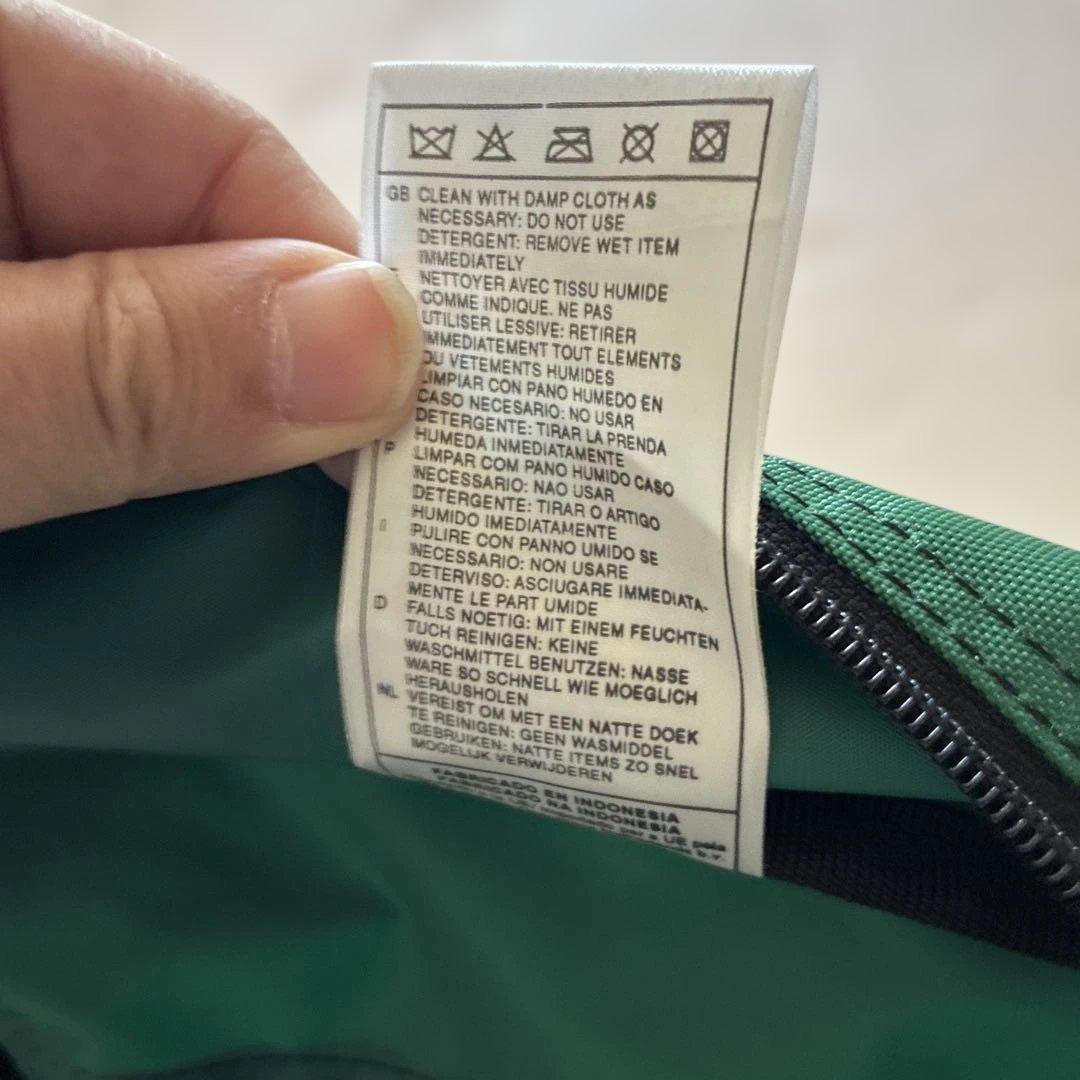 GB CLEAN WITH DAMP CLOTH AS
NECESSARY: DO NOT USE
DETERGENT: REMOVE WET ITEM
IMMEDIATELY
NETTOYER AVEC TISSU HUMIDE
COMME INDIQUE. NE PAS
UTILISER LESSIVE: RETIRER
IMMEDIATEMENT TOUT ELEMENTS
OU VETEMENTS HUMIDES
LIMPIAR CON PANO HUMEDO EN
CASO NECESARIO: NO USAR
DETERGENTE: TIRAR LA PRENDA
HUMEDA INMEDIATAMENTE
P LIMPAR COM PANO HUMIDO CASO
NECESSARIO: NAO USAR
DETERGENTE: TIRAR O ARTIGO
HUMIDO IMEDIATAMENTE
I PULIRE CON PANNO UMIDO SE
NECESSARIO: NON USARE
DETERVISO: ASCIUGARE IMMEDIATA-
MENTE LE PART UMIDE
D FALLS NOETIG: MIT EINEM FEUCHTEN
TUCH REINIGEN: KEINE
WASCHMITTEL BENUTZEN: NASSE
WARE SO SCHNELL WIE MOEGLICH
HERAUSHOLEN
NL VEREIST OM MET EEN NATTE DOEK
TE REINIGEN: GEEN WASMIDDEL
GEBRUIKEN: NATTE ITEMS ZO SNEL
MOGELIJK VERWIJDEREN
FABRICADO EN INDONESIA
FABRICADO NA INDONESIA
por a UE pela
b.v.